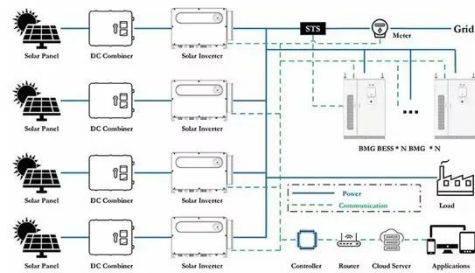 STS
Grid
Meter
Solar Panel
DC Combiner
Solar Inverter
Solar Panel
DC Combiner
Solar Inverter
BMG BESS * N BMG * N
Solar Panel
DC Combiner
Solar Inverter
Power
Communication
Load
Solar Panel
DC Combiner
Solar Inverter
Controller
Router
Cloud Server
Applications